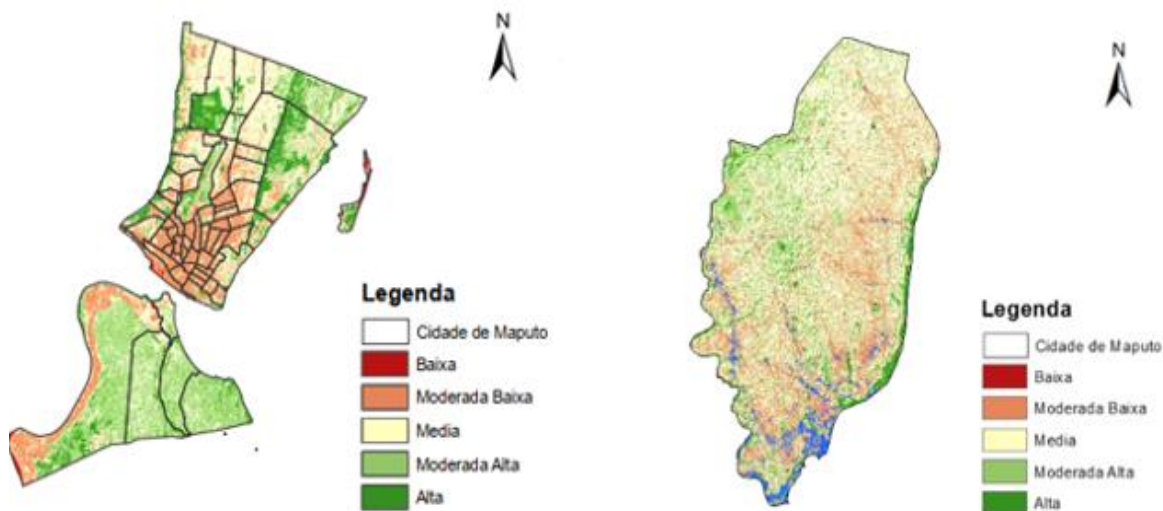 N
Legenda
Cidade de Maputo
Baixa
Moderada Baixa
Media
Moderada Alta
Alta
N
Legenda
Cidade de Maputo
Baixa
Moderada Baixa
Media
Moderada Alta
Alta